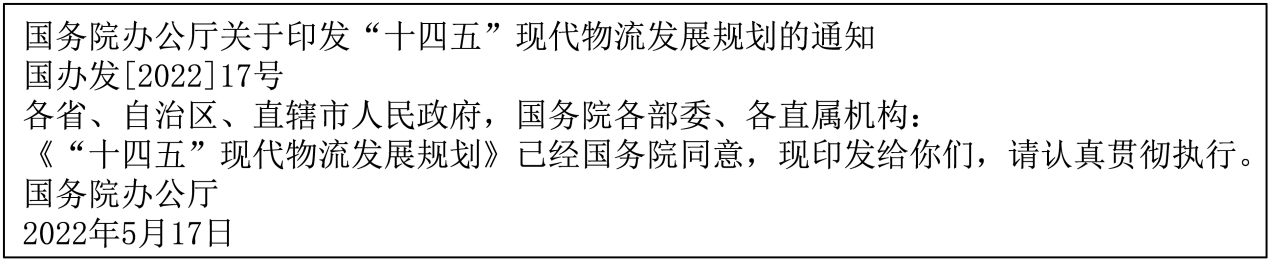 国务院办公厅关于印发“十四五”现代物流发展规划的通知
国办发[2022]17号
各省、自治区、直辖市人民政府，国务院各部委、各直属机构：
《“十四五”现代物流发展规划》已经国务院同意，现印发给你们，请认真贯彻执行。
国务院办公厅
2022年5月17日